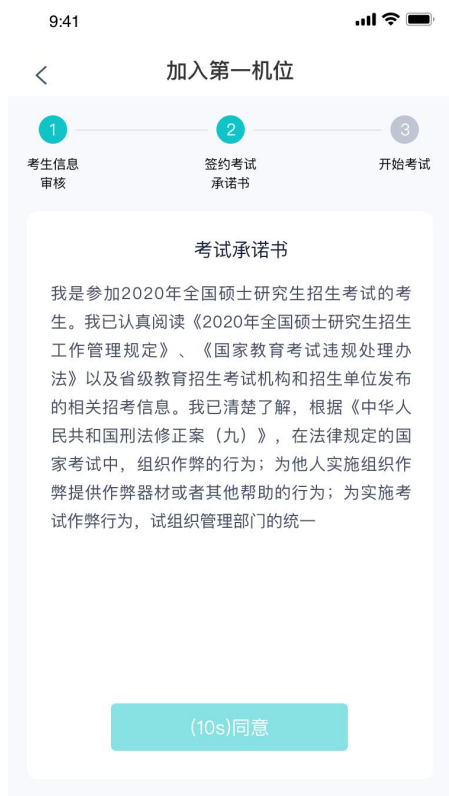 9:41
加入第一机位
1
2
3
考生信息
审核
签约考试
承诺书
开始考试
考试承诺书
我是参加2020年全国硕士研究生招生考试的考
生。我已认真阅读《2020年全国硕士研究生招生
工作管理规定》、《国家教育考试违规处理办
法》以及省级教育招生考试机构和招生单位发布
的相关招考信息。我已清楚了解，根据《中华人
民共和国刑法修正案（九）》，在法律规定的国
家考试中，组织作弊的行为；为他人实施组织作
弊提供作弊器材或者其他帮助的行为；为实施考
试作弊行为，试组织管理部门的统一
(10s)同意